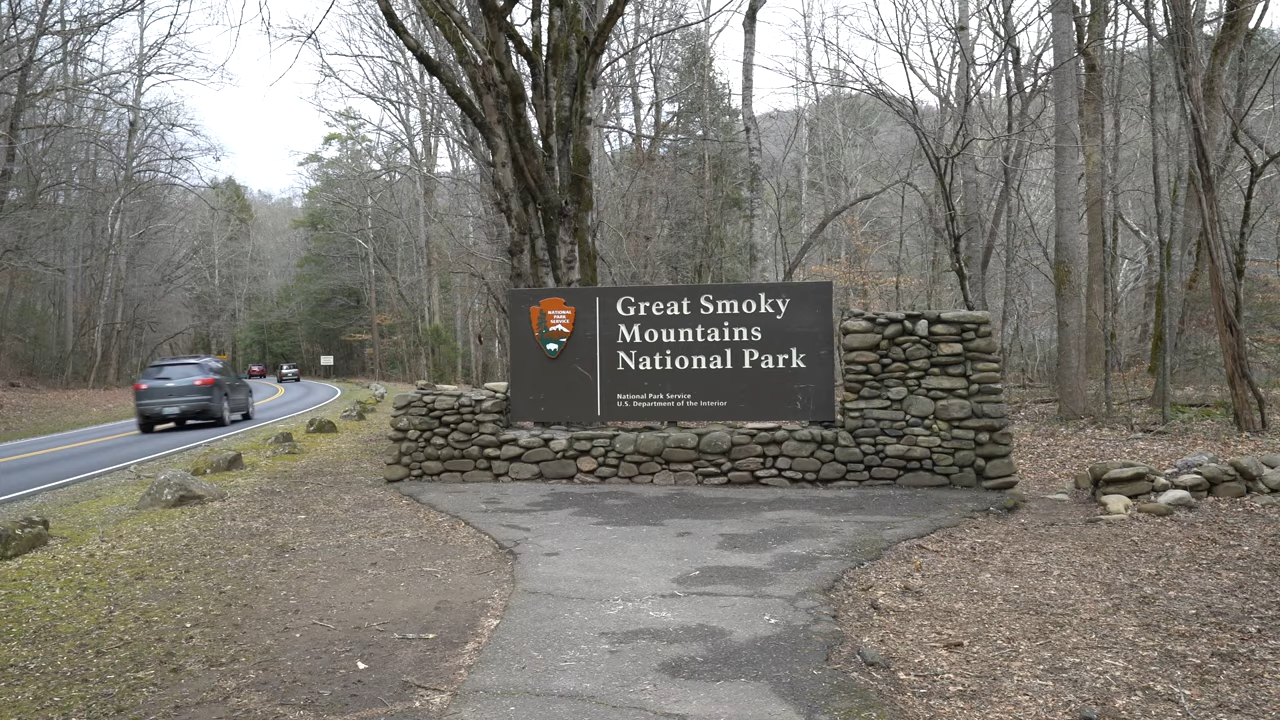 NATIONAL
PARK
SERVICE
Great Smoky
Mountains
National Park
National Park Service
U.S. Department of the Interior